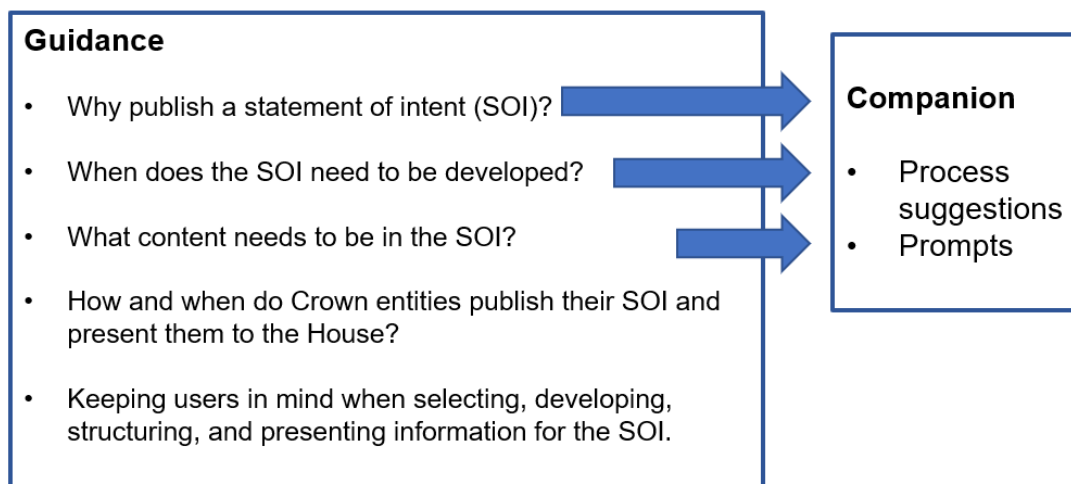 Guidance
• Why publish a statement of intent (SOI)?
• When does the SOI need to be developed?
• What content needs to be in the SOI?
• How and when do Crown entities publish their SOI and
present them to the House?
• Keeping users in mind when selecting, developing,
structuring, and presenting information for the SOI.
Companion
• Process
suggestions
• Prompts